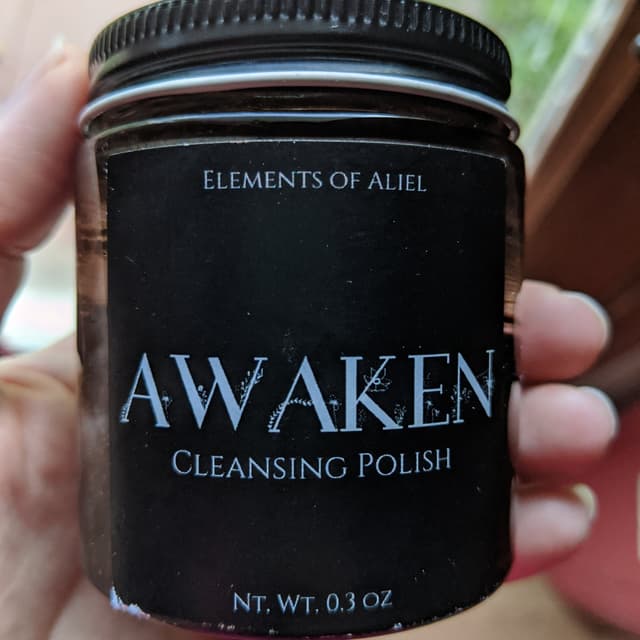 ELEMENTS OF ALIEL
AWAKEN
CLEANSING POLISH
NT. WT. 0.3 OZ